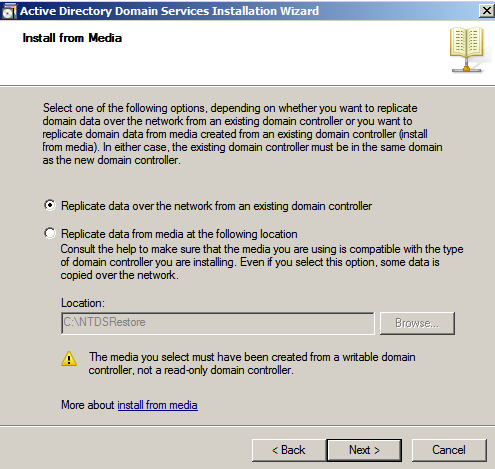 Active Directory Domain Services Installation Wizard
Install from Media
Select one of the following options, depending on whether you want to replicate
domain data over the network from an existing domain controller or you want to
replicate domain data from media created from an existing domain controller (install
from media). In either case, the existing domain controller must be in the same domain
as the new domain controller.
Replicate data over the network from an existing domain controller
Replicate data from media at the following location
Consult the help to make sure that the media you are using is compatible with the type
of domain controller you are installing. Even if you select this option, some data is
copied over the network.
Location:
C:\NTDSRestore
Browse...
The media you select must have been created from a writable domain
controller, not a read-only domain controller.
More about install from media
< Back
Next >
Cancel